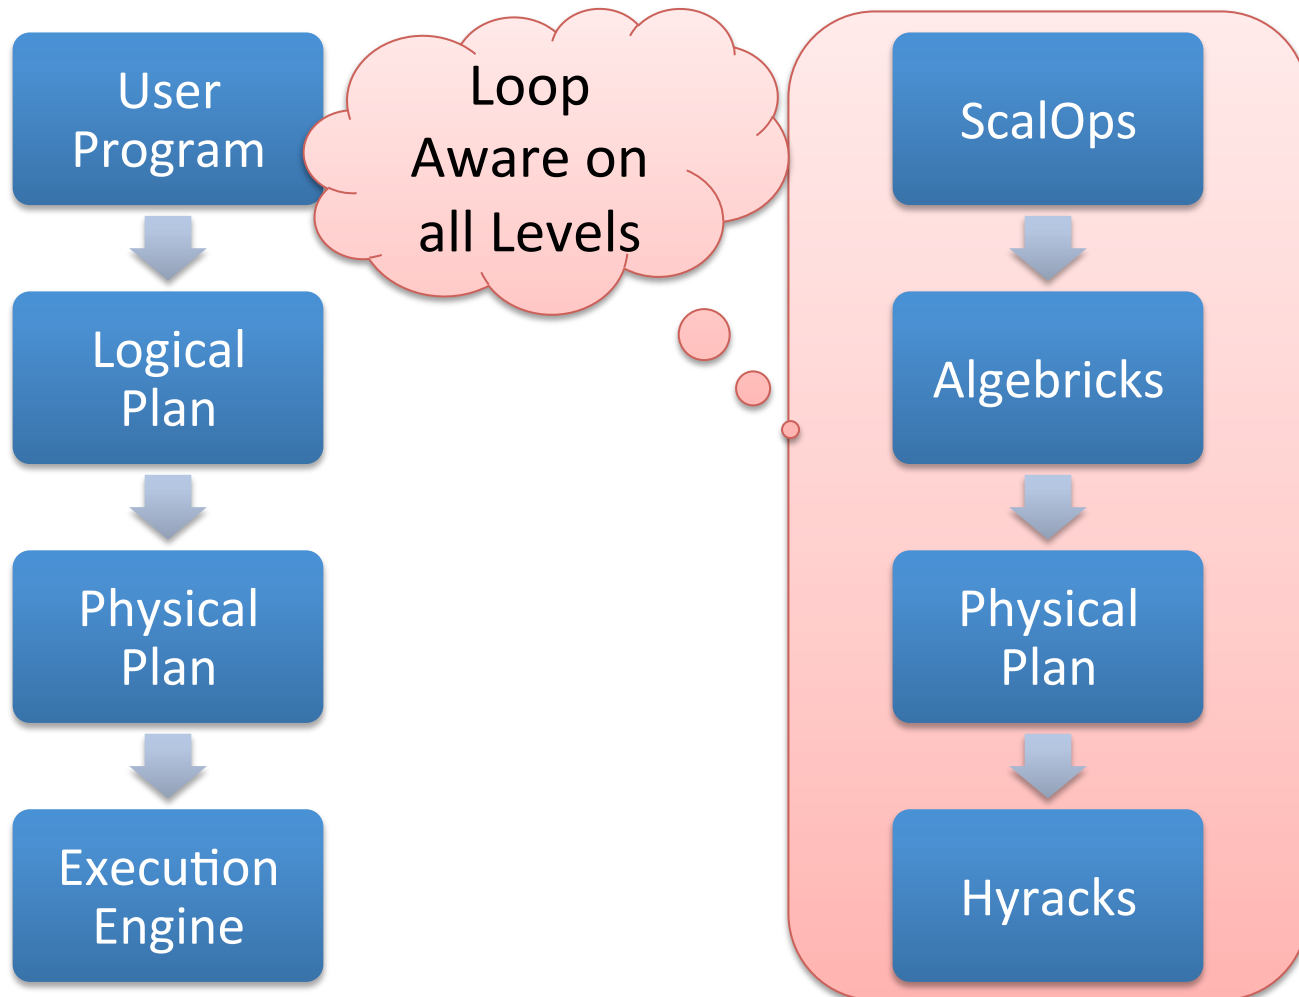 User
Program
Logical
Plan
Physical
Plan
Execution
Engine
Loop
Aware on
all Levels
ScalOps
Algebricks
Physical
Plan
Hyracks